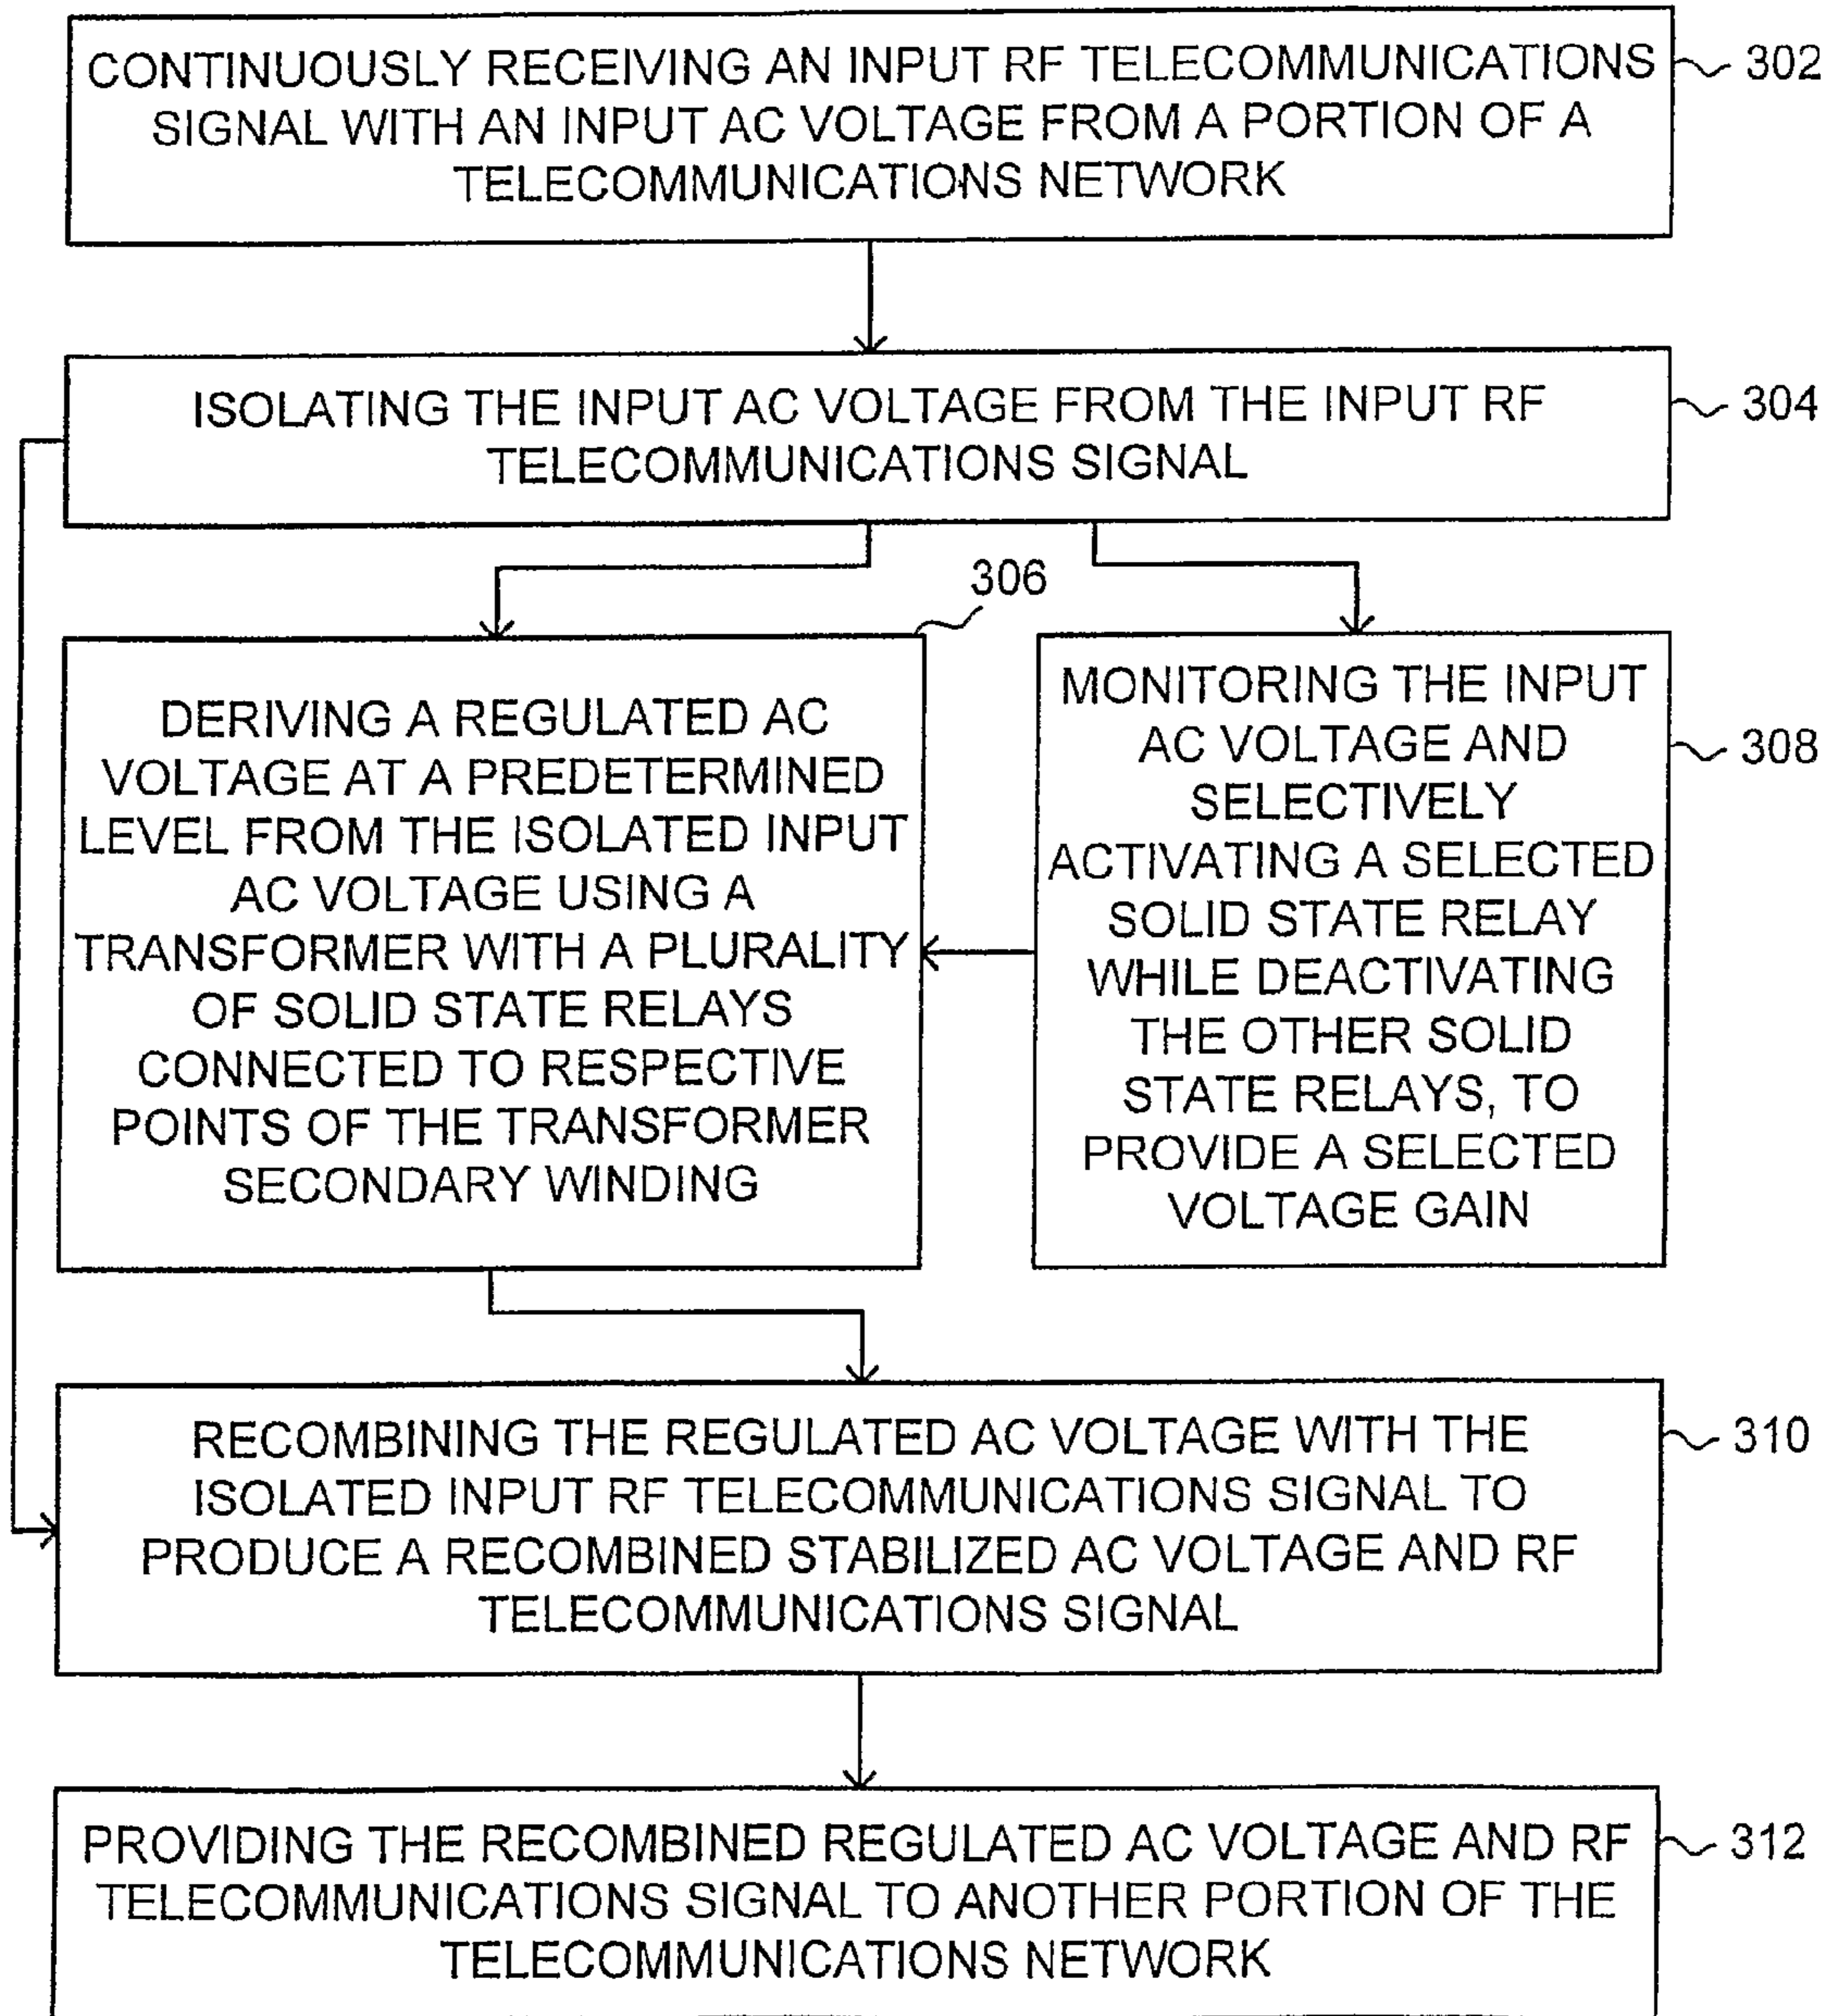 CONTINUOUSLY RECEIVING AN INPUT RF TELECOMMUNICATIONS
SIGNAL WITH AN INPUT AC VOLTAGE FROM A PORTION OF A
TELECOMMUNICATIONS NETWORK
302
ISOLATING THE INPUT AC VOLTAGE FROM THE INPUT RF
TELECOMMUNICATIONS SIGNAL
304
306
DERIVING A REGULATED AC
VOLTAGE AT A PREDETERMINED
LEVEL FROM THE ISOLATED INPUT
AC VOLTAGE USING A
TRANSFORMER WITH A PLURALITY
OF SOLID STATE RELAYS
CONNECTED TO RESPECTIVE
POINTS OF THE TRANSFORMER
SECONDARY WINDING
MONITORING THE INPUT
AC VOLTAGE AND
SELECTIVELY
ACTIVATING A SELECTED
SOLID STATE RELAY
WHILE DEACTIVATING
THE OTHER SOLID
STATE RELAYS, TO
PROVIDE A SELECTED
VOLTAGE GAIN
308
RECOMBINING THE REGULATED AC VOLTAGE WITH THE
ISOLATED INPUT RF TELECOMMUNICATIONS SIGNAL TO
PRODUCE A RECOMBINED STABILIZED AC VOLTAGE AND RF
TELECOMMUNICATIONS SIGNAL
310
PROVIDING THE RECOMBINED REGULATED AC VOLTAGE AND RF
TELECOMMUNICATIONS SIGNAL TO ANOTHER PORTION OF THE
TELECOMMUNICATIONS NETWORK
312